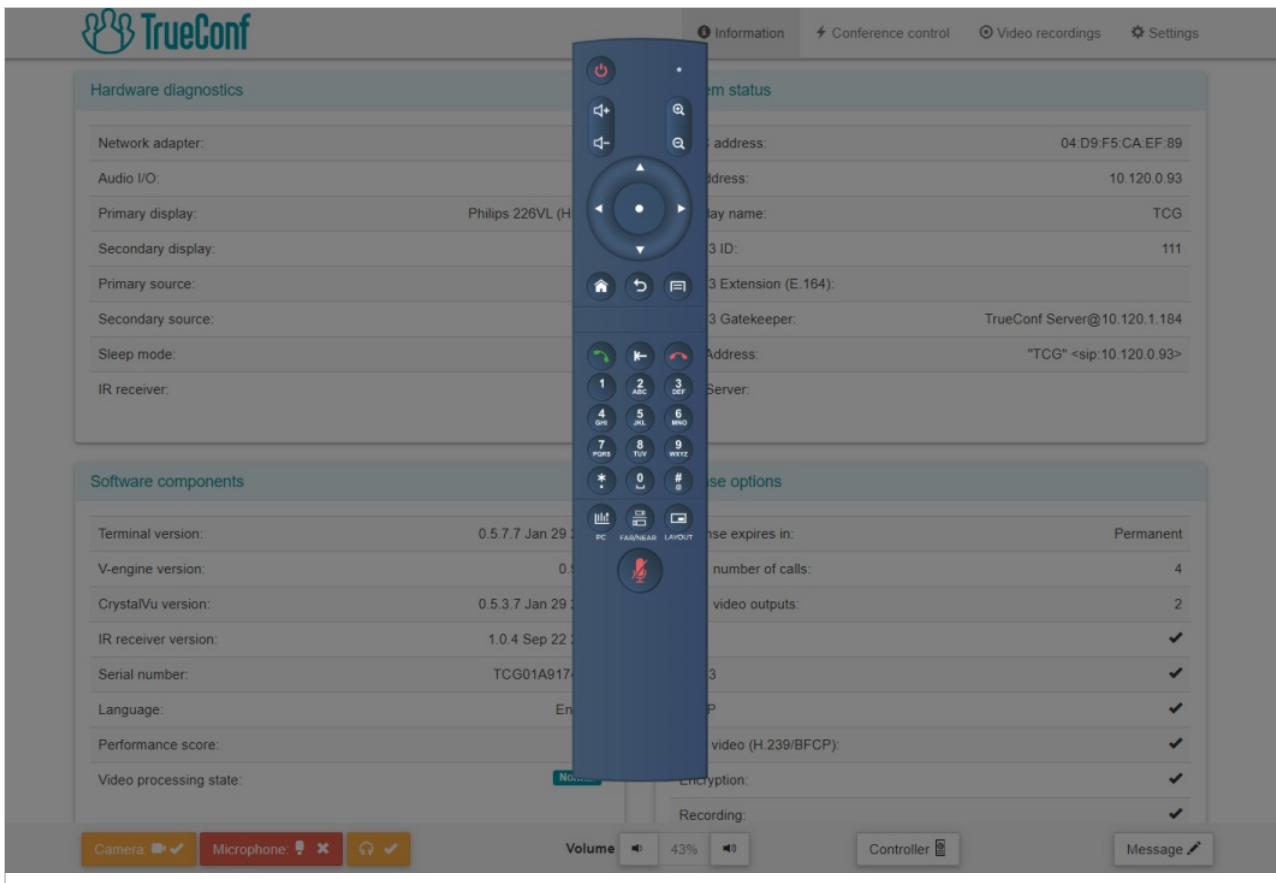 TrueConf
Information
Conference control
Video recordings
Settings
Hardware diagnostics
Network adapter:
Audio I/O:
Primary display:
Philips 226VL (H
Secondary display:
Primary source:
Secondary source:
Sleep mode:
IR receiver:
em status
address:
04:D9:F5:CA:EF:89
ddress:
10.120.0.93
lay name:
TCG
3 ID:
111
3 Extension (E.164):
3 Gatekeeper:
TrueConf Server@10.120.1.184
Address:
"TCG" <sip:10.120.0.93>
Server:
1
2 ABC
3 DEF
4 GHI
5 JKL
6 MNO
7 PQRS
8 TUV
9 WXYZ
*
0
# @
PC
FAR/NEAR
LAYOUT
Software components
Terminal version:
0.5.7.7 Jan 29
V-engine version:
0.
CrystalVu version:
0.5.3.7 Jan 29
IR receiver version:
1.0.4 Sep 22
Serial number:
TCG01A917
Language:
En
Performance score:
Video processing state:
No
se options
nse expires in:
Permanent
number of calls:
4
video outputs:
2
3
P
video (H.239/BFCP):
Encryption:
Recording:
Camera:
Microphone:
Volume
43%
Controller
Message